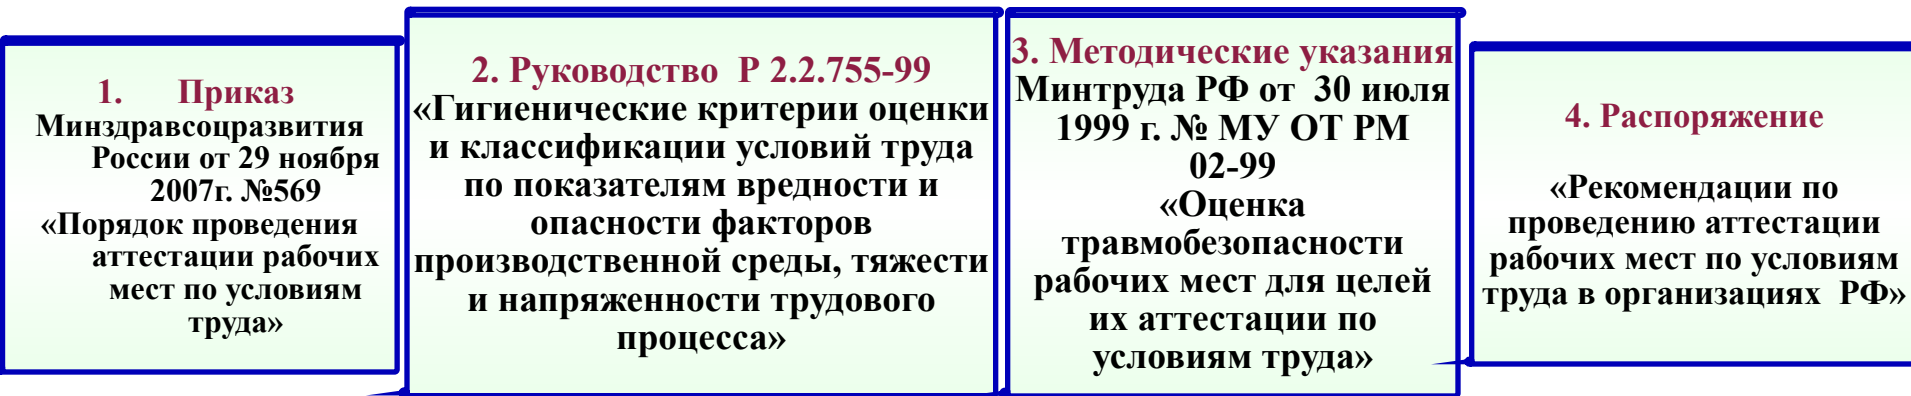 1. Приказ
Минздравсоцразвития
России от 29 ноября
2007г. №569
«Порядок проведения
аттестации рабочих
мест по условиям
труда»
2. Руководство Р 2.2.755-99
«Гигиенические критерии оценки
и классификации условий труда
по показателям вредности и
опасности факторов
производственной среды, тяжести
и напряженности трудового
процесса»
3. Методические указания
Минтруда РФ от 30 июля
1999 г. № МУ ОТ РМ
02-99
«Оценка
травмобезопасности
рабочих мест для целей
их аттестации по
условиям труда»
4. Распоряжение
«Рекомендации по
проведению аттестации
рабочих мест по условиям
труда в организациях РФ»